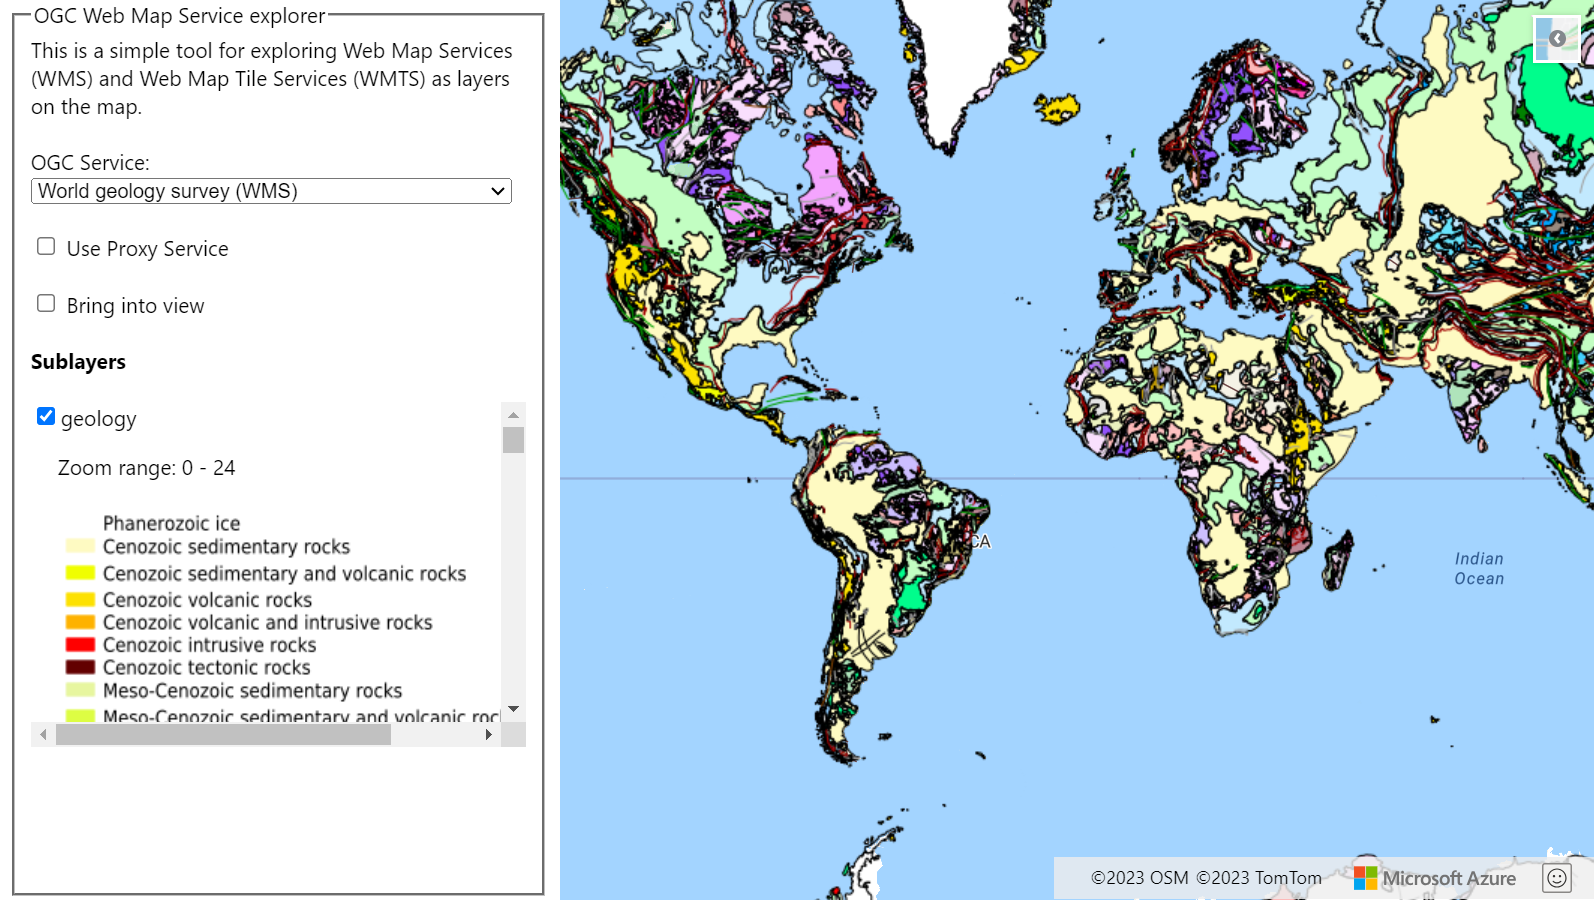 OGC Web Map Service explorer
This is a simple tool for exploring Web Map Services
(WMS) and Web Map Tile Services (WMTS) as layers
on the map.
OGC Service:
World geology survey (WMS)
Use Proxy Service
Bring into view
Sublayers
geology
Zoom range: 0 - 24
Phanerozoic ice
Cenozoic sedimentary rocks
Cenozoic sedimentary and volcanic rocks
Cenozoic volcanic rocks
Cenozoic volcanic and intrusive rocks
Cenozoic intrusive rocks
Cenozoic tectonic rocks
Meso-Cenozoic sedimentary rocks
Meso-Cenozoic sedimentary and volcanic roc
CA
Indian
Ocean
©2023 OSM ©2023 TomTom
Microsoft Azure